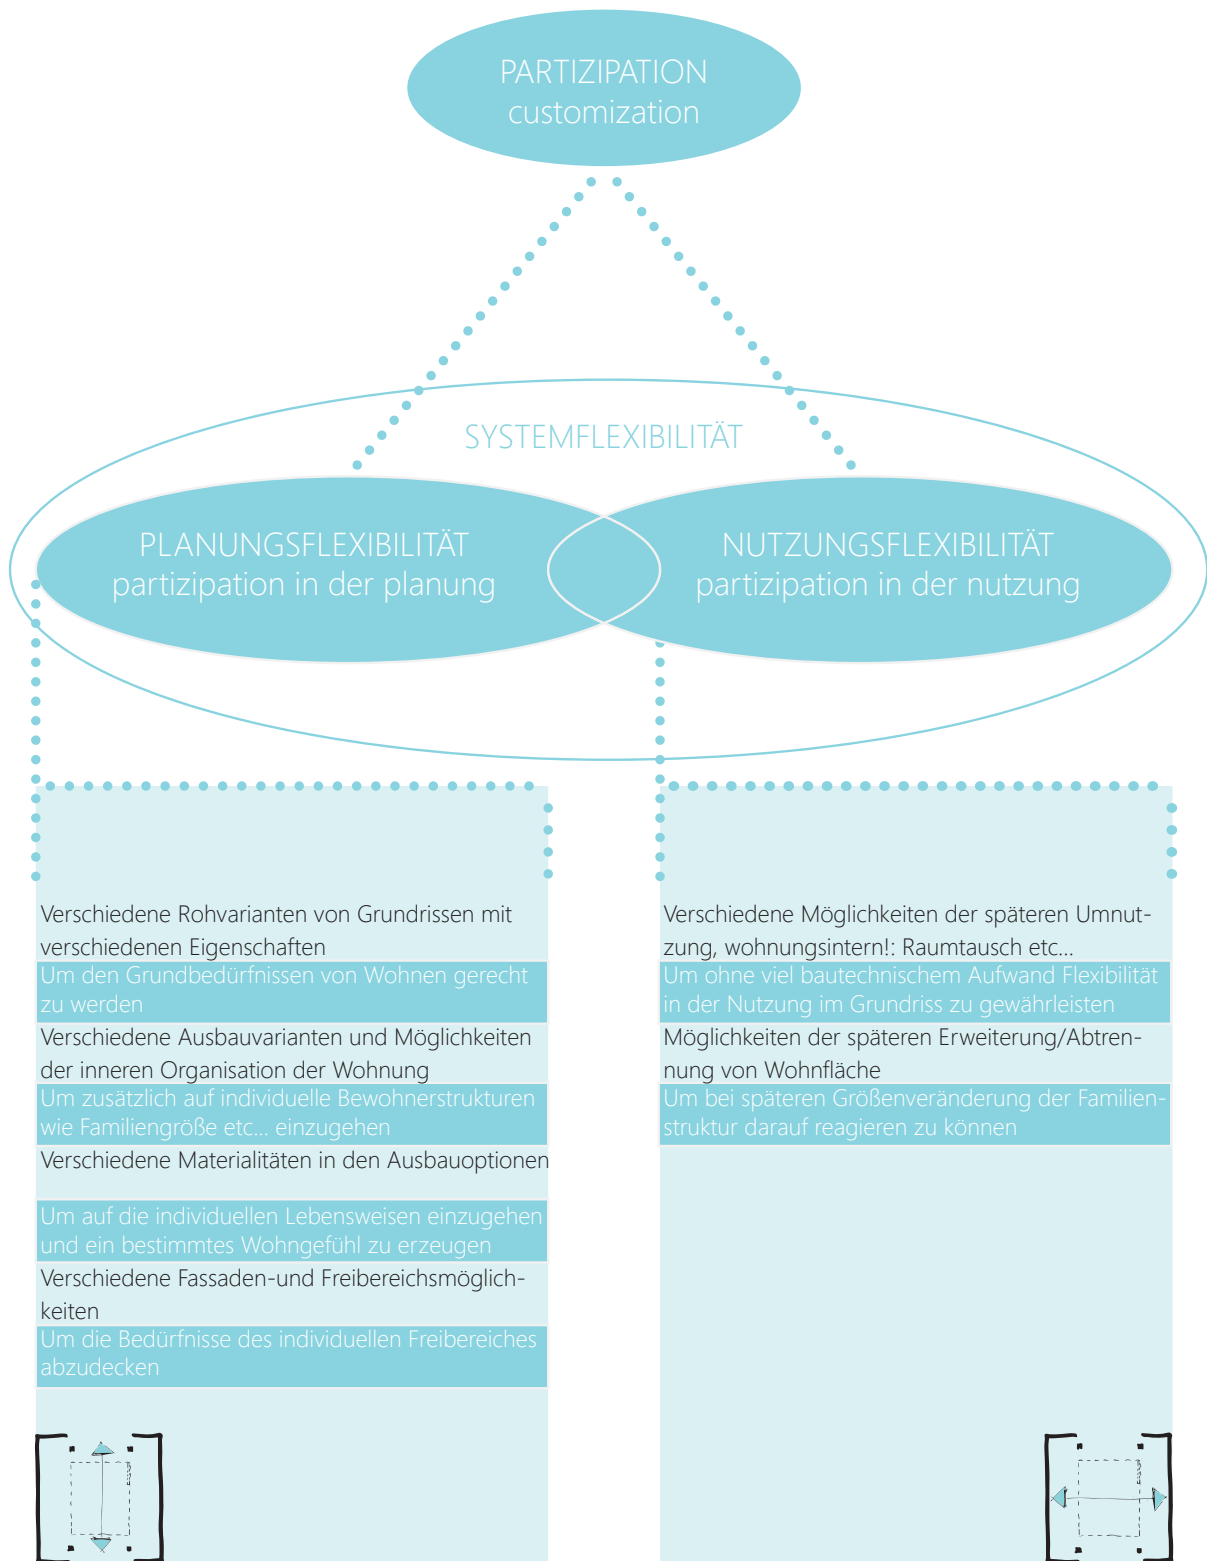 PARTIZIPATION
customization
SYSTEMFLEXIBILITÄT
PLANUNGSFLEXIBILITÄT
partizipation in der planung
NUTZUNGSFLEXIBILITÄT
partizipation in der nutzung
Verschiedene Rohvarianten von Grundrissen mit
verschiedenen Eigenschaften
Um den Grundbedürfnissen von Wohnen gerecht
zu werden
Verschiedene Ausbauvarianten und Möglichkeiten
der inneren Organisation der Wohnung
Um zusätzlich auf individuelle Bewohnerstrukturen
wie Familiengröße etc... einzugehen
Verschiedene Materialitäten in den Ausbauoptionen
Um auf die individuellen Lebensweisen einzugehen
und ein bestimmtes Wohngefühl zu erzeugen
Verschiedene Fassaden-und Freibereichsmöglich-
keiten
Um die Bedürfnisse des individuellen Freibereiches
abzudecken
Verschiedene Möglichkeiten der späteren Umnut-
zung, wohnungsintern!: Raumtausch etc...
Um ohne viel bautechnischem Aufwand Flexibilität
in der Nutzung im Grundriss zu gewährleisten
Möglichkeiten der späteren Erweiterung/Abtren-
nung von Wohnfläche
Um bei späteren Größenveränderung der Familien-
struktur darauf reagieren zu können